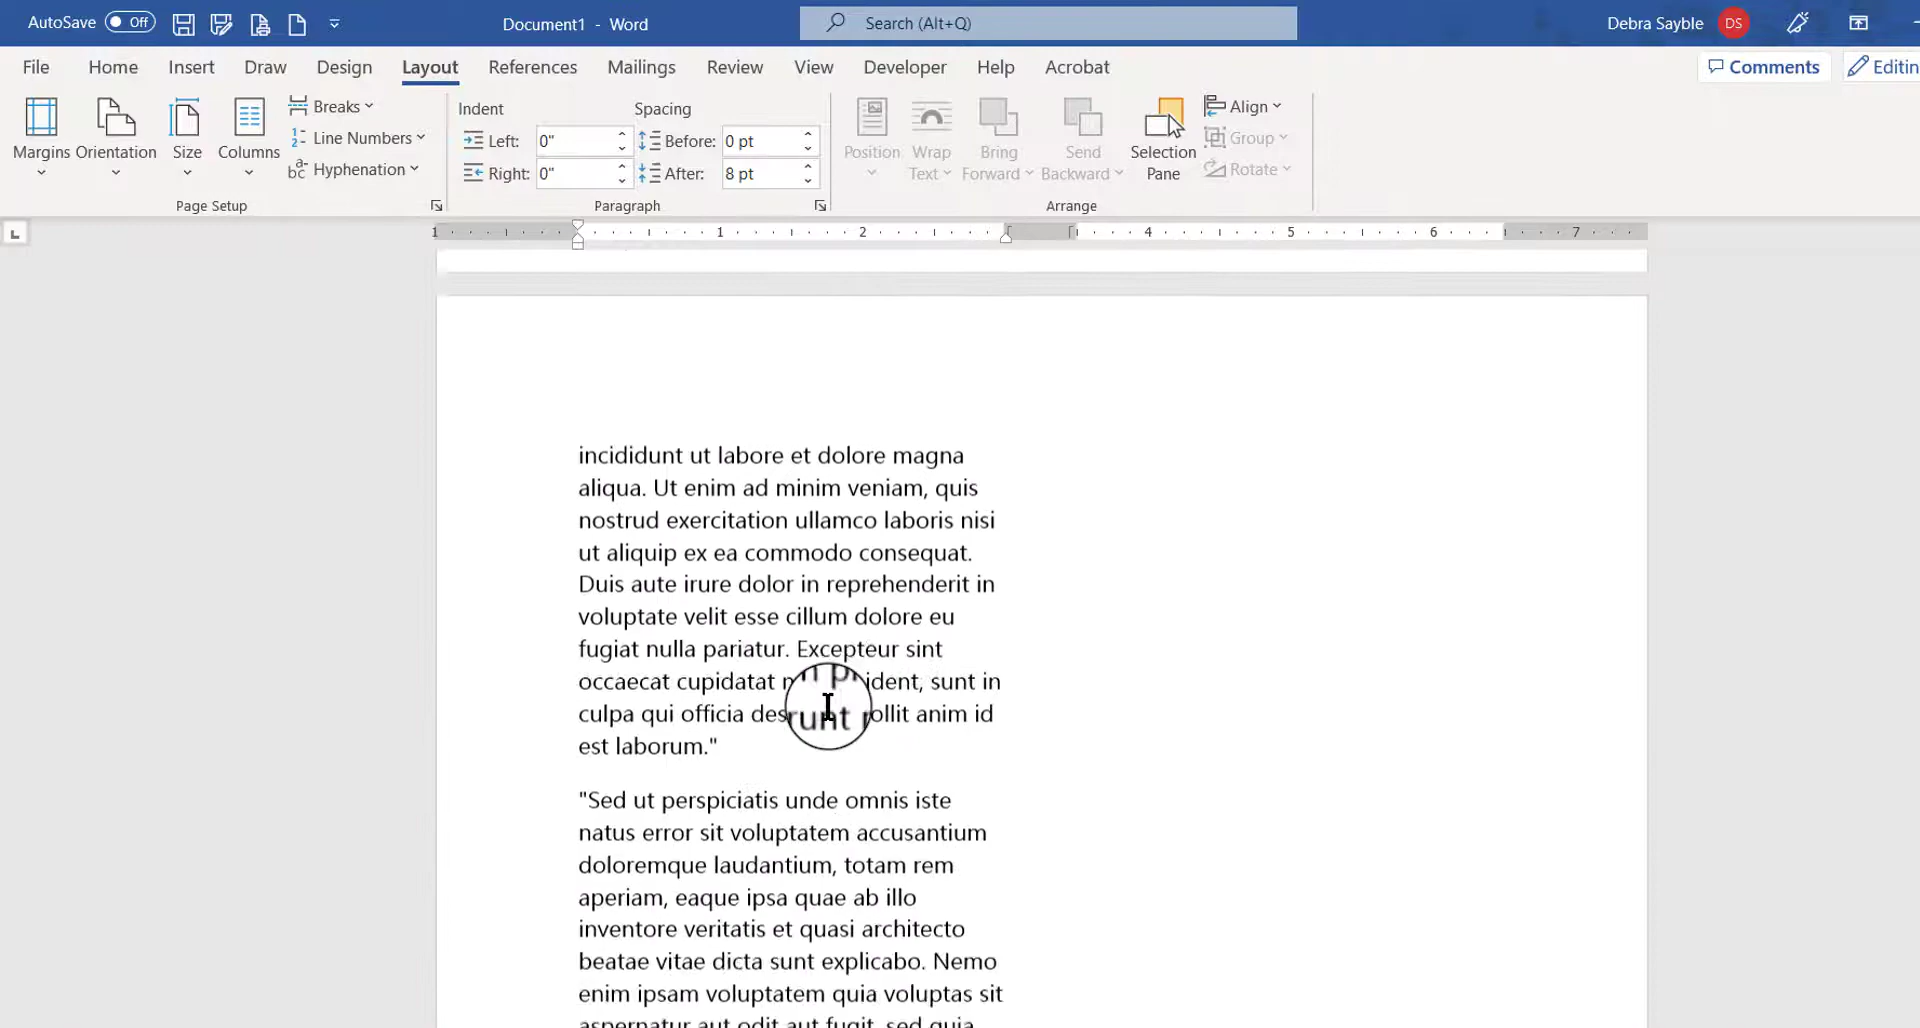 AutoSave Off
Document1 - Word
Search (Alt+Q)
Debra Sayble DS
File Home Insert Draw Design Layout References Mailings Review View Developer Help Acrobat Comments
Margins Orientation Size Columns
Breaks
Line Numbers
Hyphenation
Page Setup
Indent Spacing
Left: 0" Before: 0 pt
Right: 0" After: 8 pt
Paragraph
Position Wrap Text Bring Forward Send Backward Selection Pane
Align
Group
Rotate
Arrange
1 1 2 4 5 6 7
incididunt ut labore et dolore magna
aliqua. Ut enim ad minim veniam, quis
nostrud exercitation ullamco laboris nisi
ut aliquip ex ea commodo consequat.
Duis aute irure dolor in reprehenderit in
voluptate velit esse cillum dolore eu
fugiat nulla pariatur. Excepteur sint
occaecat cupidatat sunt in
culpa qui officia anim id
est laborum."
"Sed ut perspiciatis unde omnis iste
natus error sit voluptatem accusantium
doloremque laudantium, totam rem
aperiam, eaque ipsa quae ab illo
inventore veritatis et quasi architecto
beatae vitae dicta sunt explicabo. Nemo
enim ipsam voluptatem quia voluptas sit
aspernatur aut odit aut fugit, sed quia